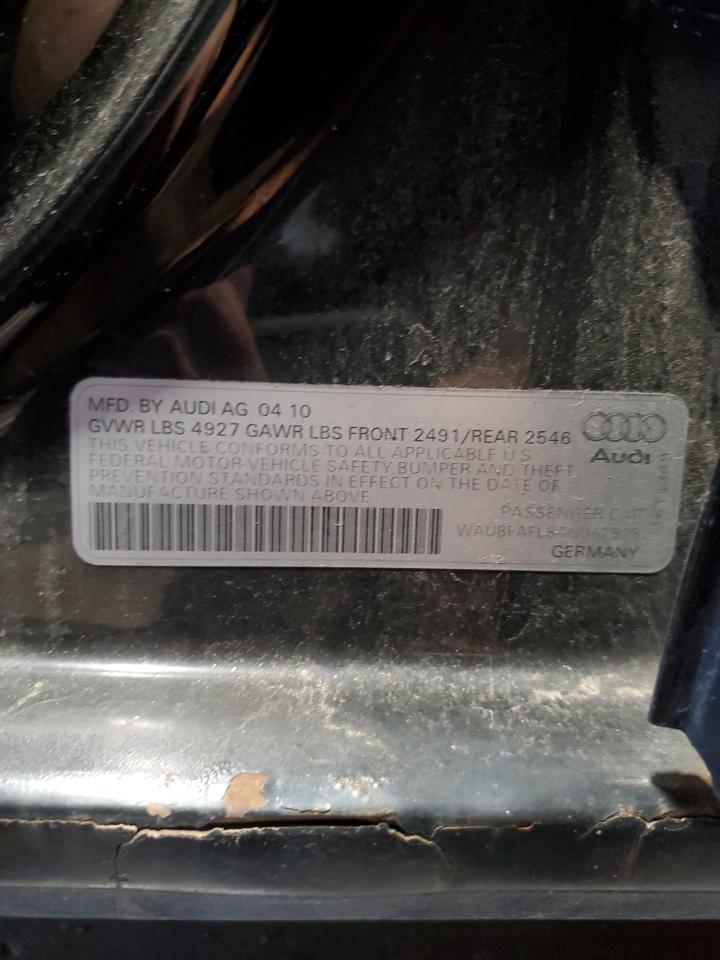 MFD. BY AUDI AG 04 10
GVWR LBS 4927 GAWR LBS FRONT 2491/REAR 2546
THIS VEHICLE CONFORMS TO ALL APPLICABLE U S
FEDERAL MOTOR VEHICLE SAFETY BUMPER AND THEFT
PREVENTION STANDARDS IN EFFECT ON THE DATE OF
MANUFACTURE SHOWN ABOVE
Audi
PASSENGER CAR
GERMANY